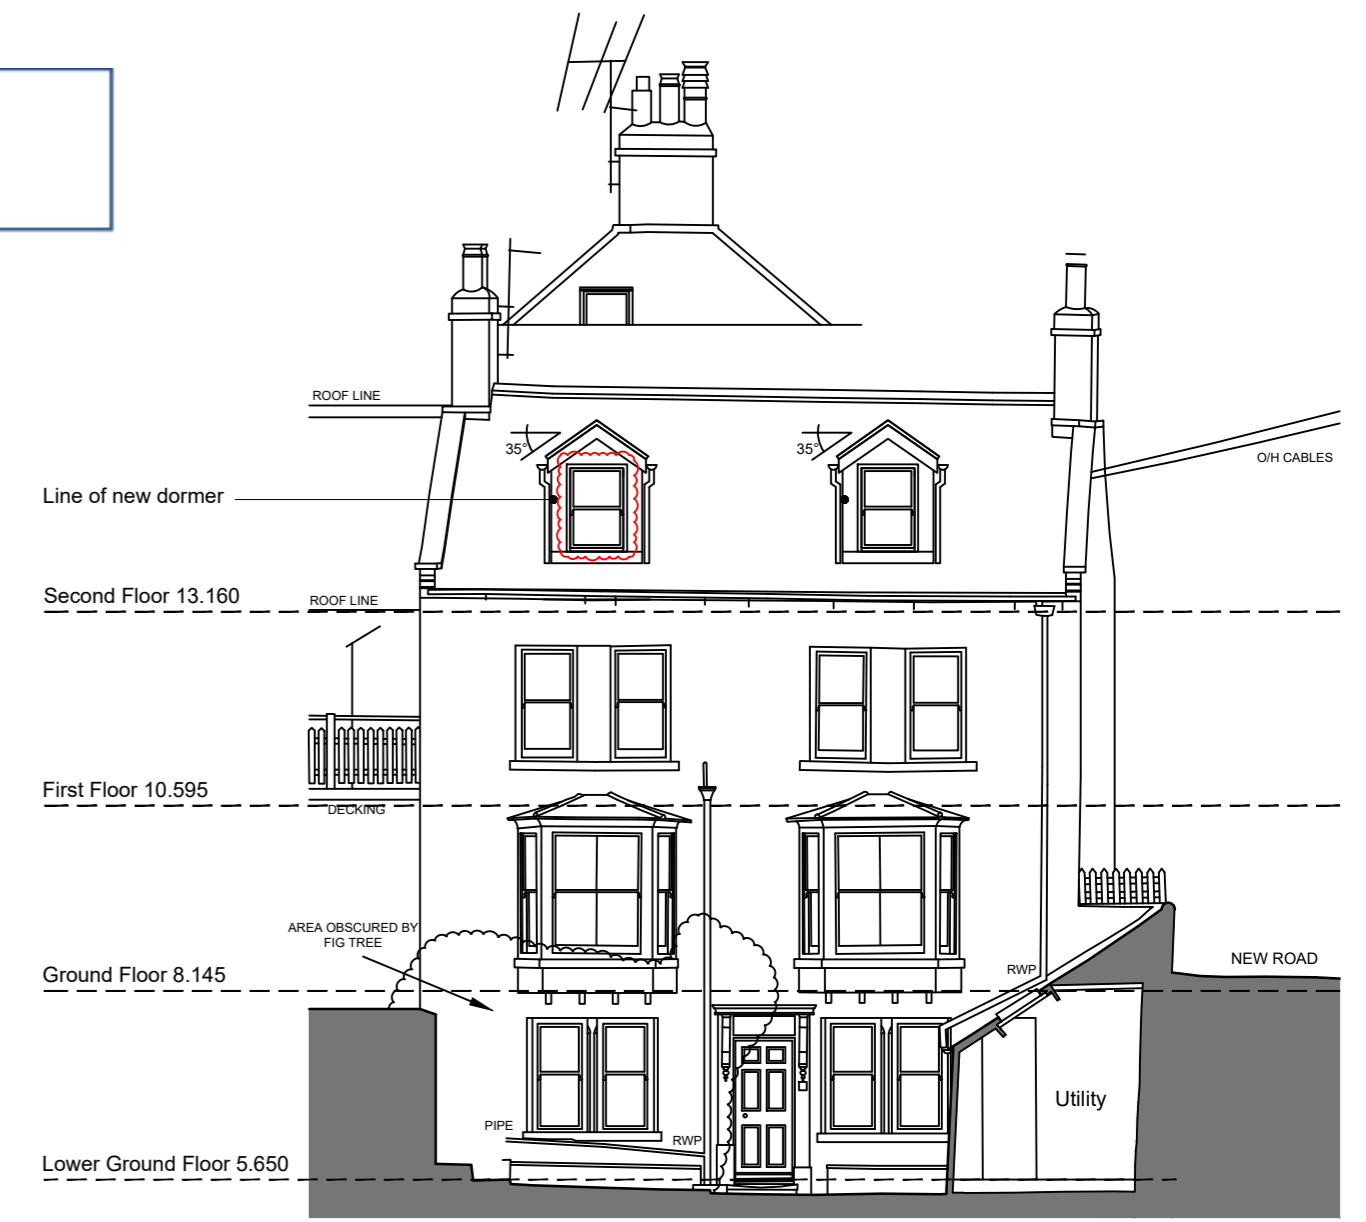 ROOF LINE
35°
35°
O/H CABLES
Line of new dormer
Second Floor 13.160
ROOF LINE
First Floor 10.595
DECKING
AREA OBSCURED BY
FIG TREE
Ground Floor 8.145
RWP
NEW ROAD
Utility
PIPE
RWP
Lower Ground Floor 5.650